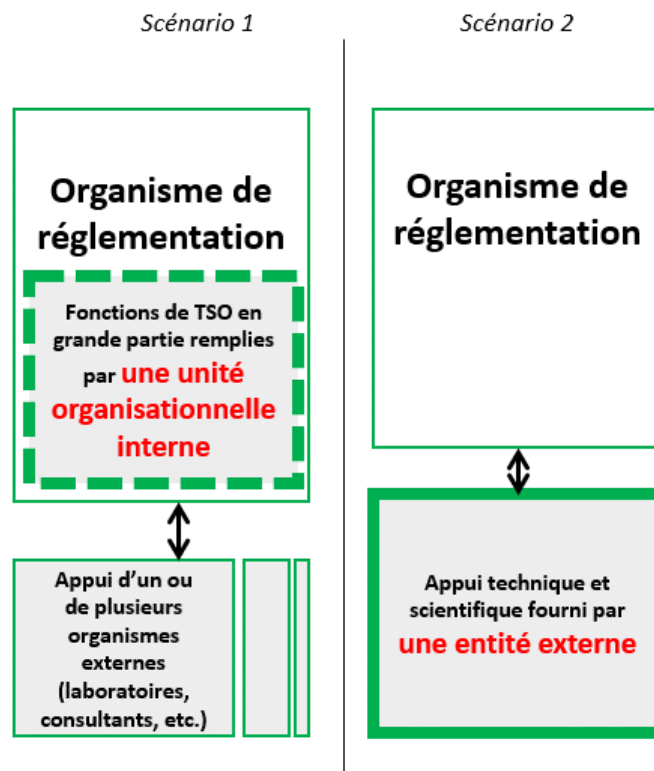 Scénario 1
Organisme de
réglementation
Fonctions de TSO en
grande partie remplies
par une unité
organisationnelle
interne
Appui d’un ou
de plusieurs
organismes
externes
(laboratoires,
consultants, etc.)
Scénario 2
Organisme de
réglementation
Appui technique et
scientifique fourni par
une entité externe